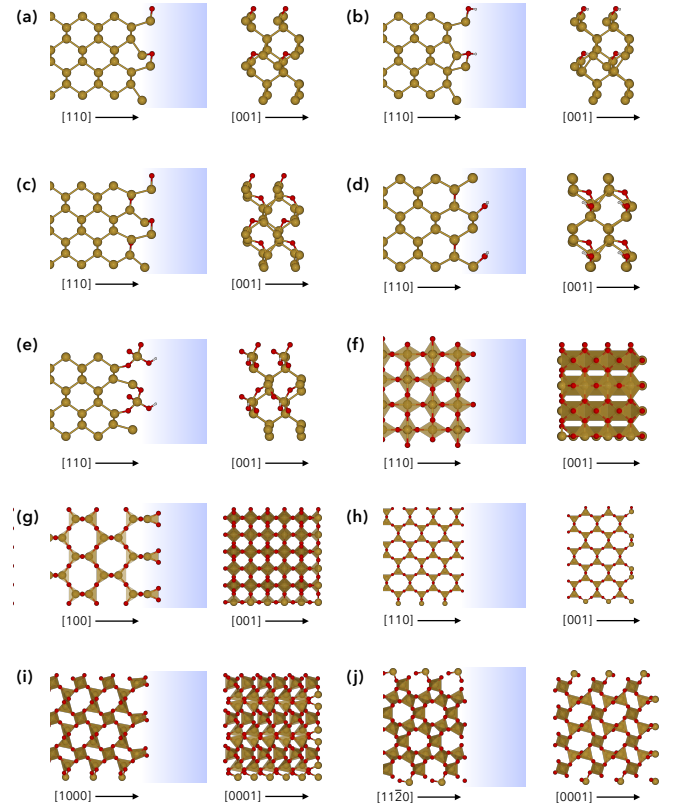 (a) (b)
[110] [001] [110] [001]
(c) (d)
[110] [001] [110] [001]
(e) (f)
[110] [001] [110] [001]
(g) (h)
[100] [001] [110] [001]
(i) (j)
[1000] [0001] [112̄0] [0001]